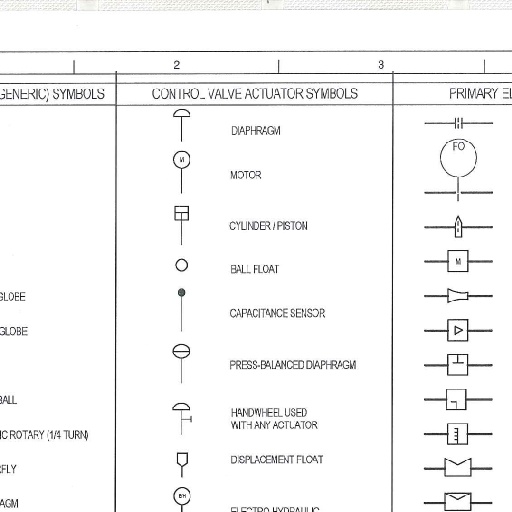 2
3
(GENERIC) SYMBOLS
CONTROL VALVE ACTUATOR SYMBOLS
PRIMARY EL
DIAPHRAGM
FO
M
MOTOR
CYLINDER / PISTON
BALL FLOAT
M
GLOBE
CAPACITANCE SENSOR
GLOBE
PRESS-BALANCED DIAPHRAGM
BALL
HANDWHEEL USED
WITH ANY ACTUATOR
IC ROTARY (1/4 TURN)
DISPLACEMENT FLOAT
RFLY
E/H
AGM
ELECTRO HYDRAULIC